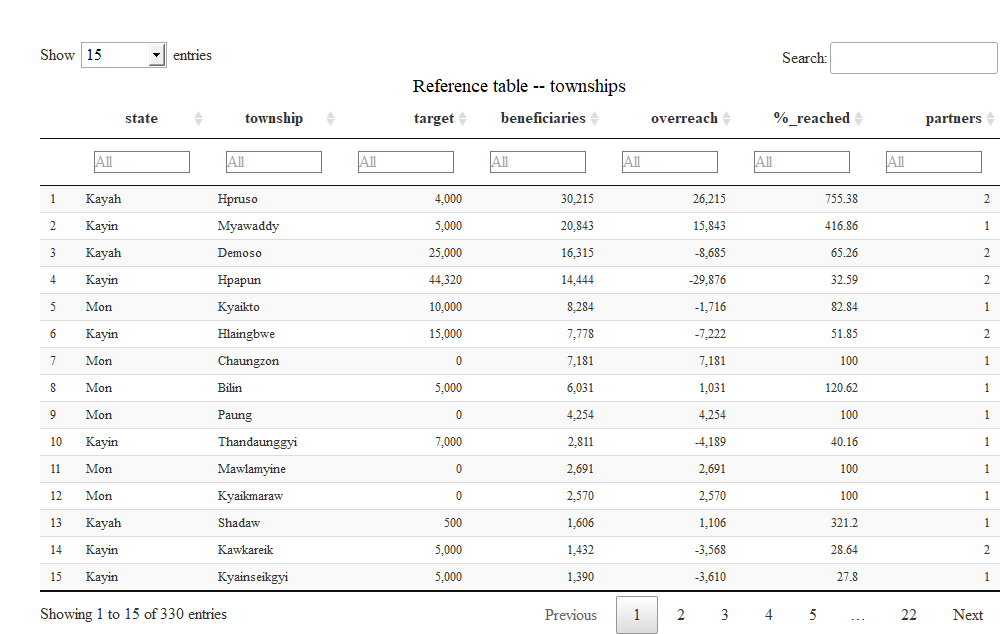 Show 15 entries Search:
Reference table -- townships
state township target beneficiaries overreach %_reached partners
All All All All All All All
1 Kayah Hpruso 4,000 30,215 26,215 755.38 2
2 Kayin Myawaddy 5,000 20,843 15,843 416.86 1
3 Kayah Demoso 25,000 16,315 -8,685 65.26 2
4 Kayin Hpapun 44,320 14,444 -29,876 32.59 2
5 Mon Kyaikto 10,000 8,284 -1,716 82.84 1
6 Kayin Hlaingbwe 15,000 7,778 -7,222 51.85 2
7 Mon Chaungzon 0 7,181 7,181 100 1
8 Mon Bilin 5,000 6,031 1,031 120.62 1
9 Mon Paung 0 4,254 4,254 100 1
10 Kayin Thandaunggyi 7,000 2,811 -4,189 40.16 1
11 Mon Mawlamyine 0 2,691 2,691 100 1
12 Mon Kyaikmaraw 0 2,570 2,570 100 1
13 Kayah Shadaw 500 1,606 1,106 321.2 1
14 Kayin Kawkareik 5,000 1,432 -3,568 28.64 2
15 Kayin Kyainseikgyi 5,000 1,390 -3,610 27.8 1
Showing 1 to 15 of 330 entries Previous 1 2 3 4 5 … 22 Next